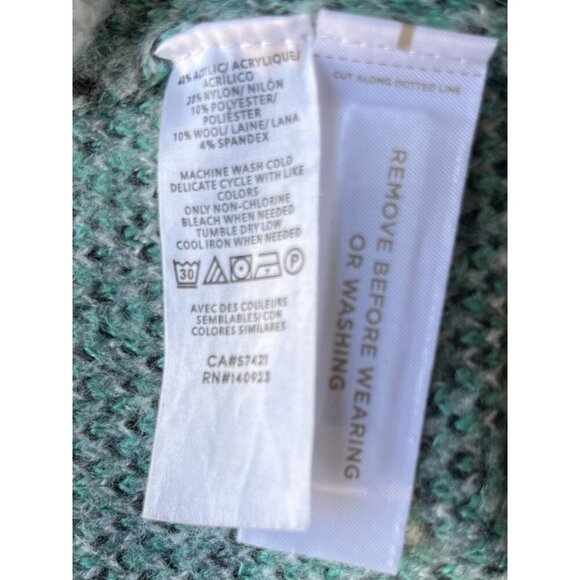 48% ACRYLIC/ ACRYLIQUE/
ACRÍLICO
28% NYLON/ NILÓN
10% POLYESTER/
POLIÉSTER
10% WOOL/ LAINE/ LANA
4% SPANDEX
MACHINE WASH COLD
DELICATE CYCLE WITH LIKE
COLORS
ONLY NON-CHLORINE
BLEACH WHEN NEEDED
TUMBLE DRY LOW
COOL IRON WHEN NEEDED
30 P
AVEC DES COULEURS
SEMBLABLES/CON
COLORES SIMILARES
CA#57421
RN#140923
CUT ALONG DOTTED LINE
REMOVE BEFORE WEARING
OR WASHING